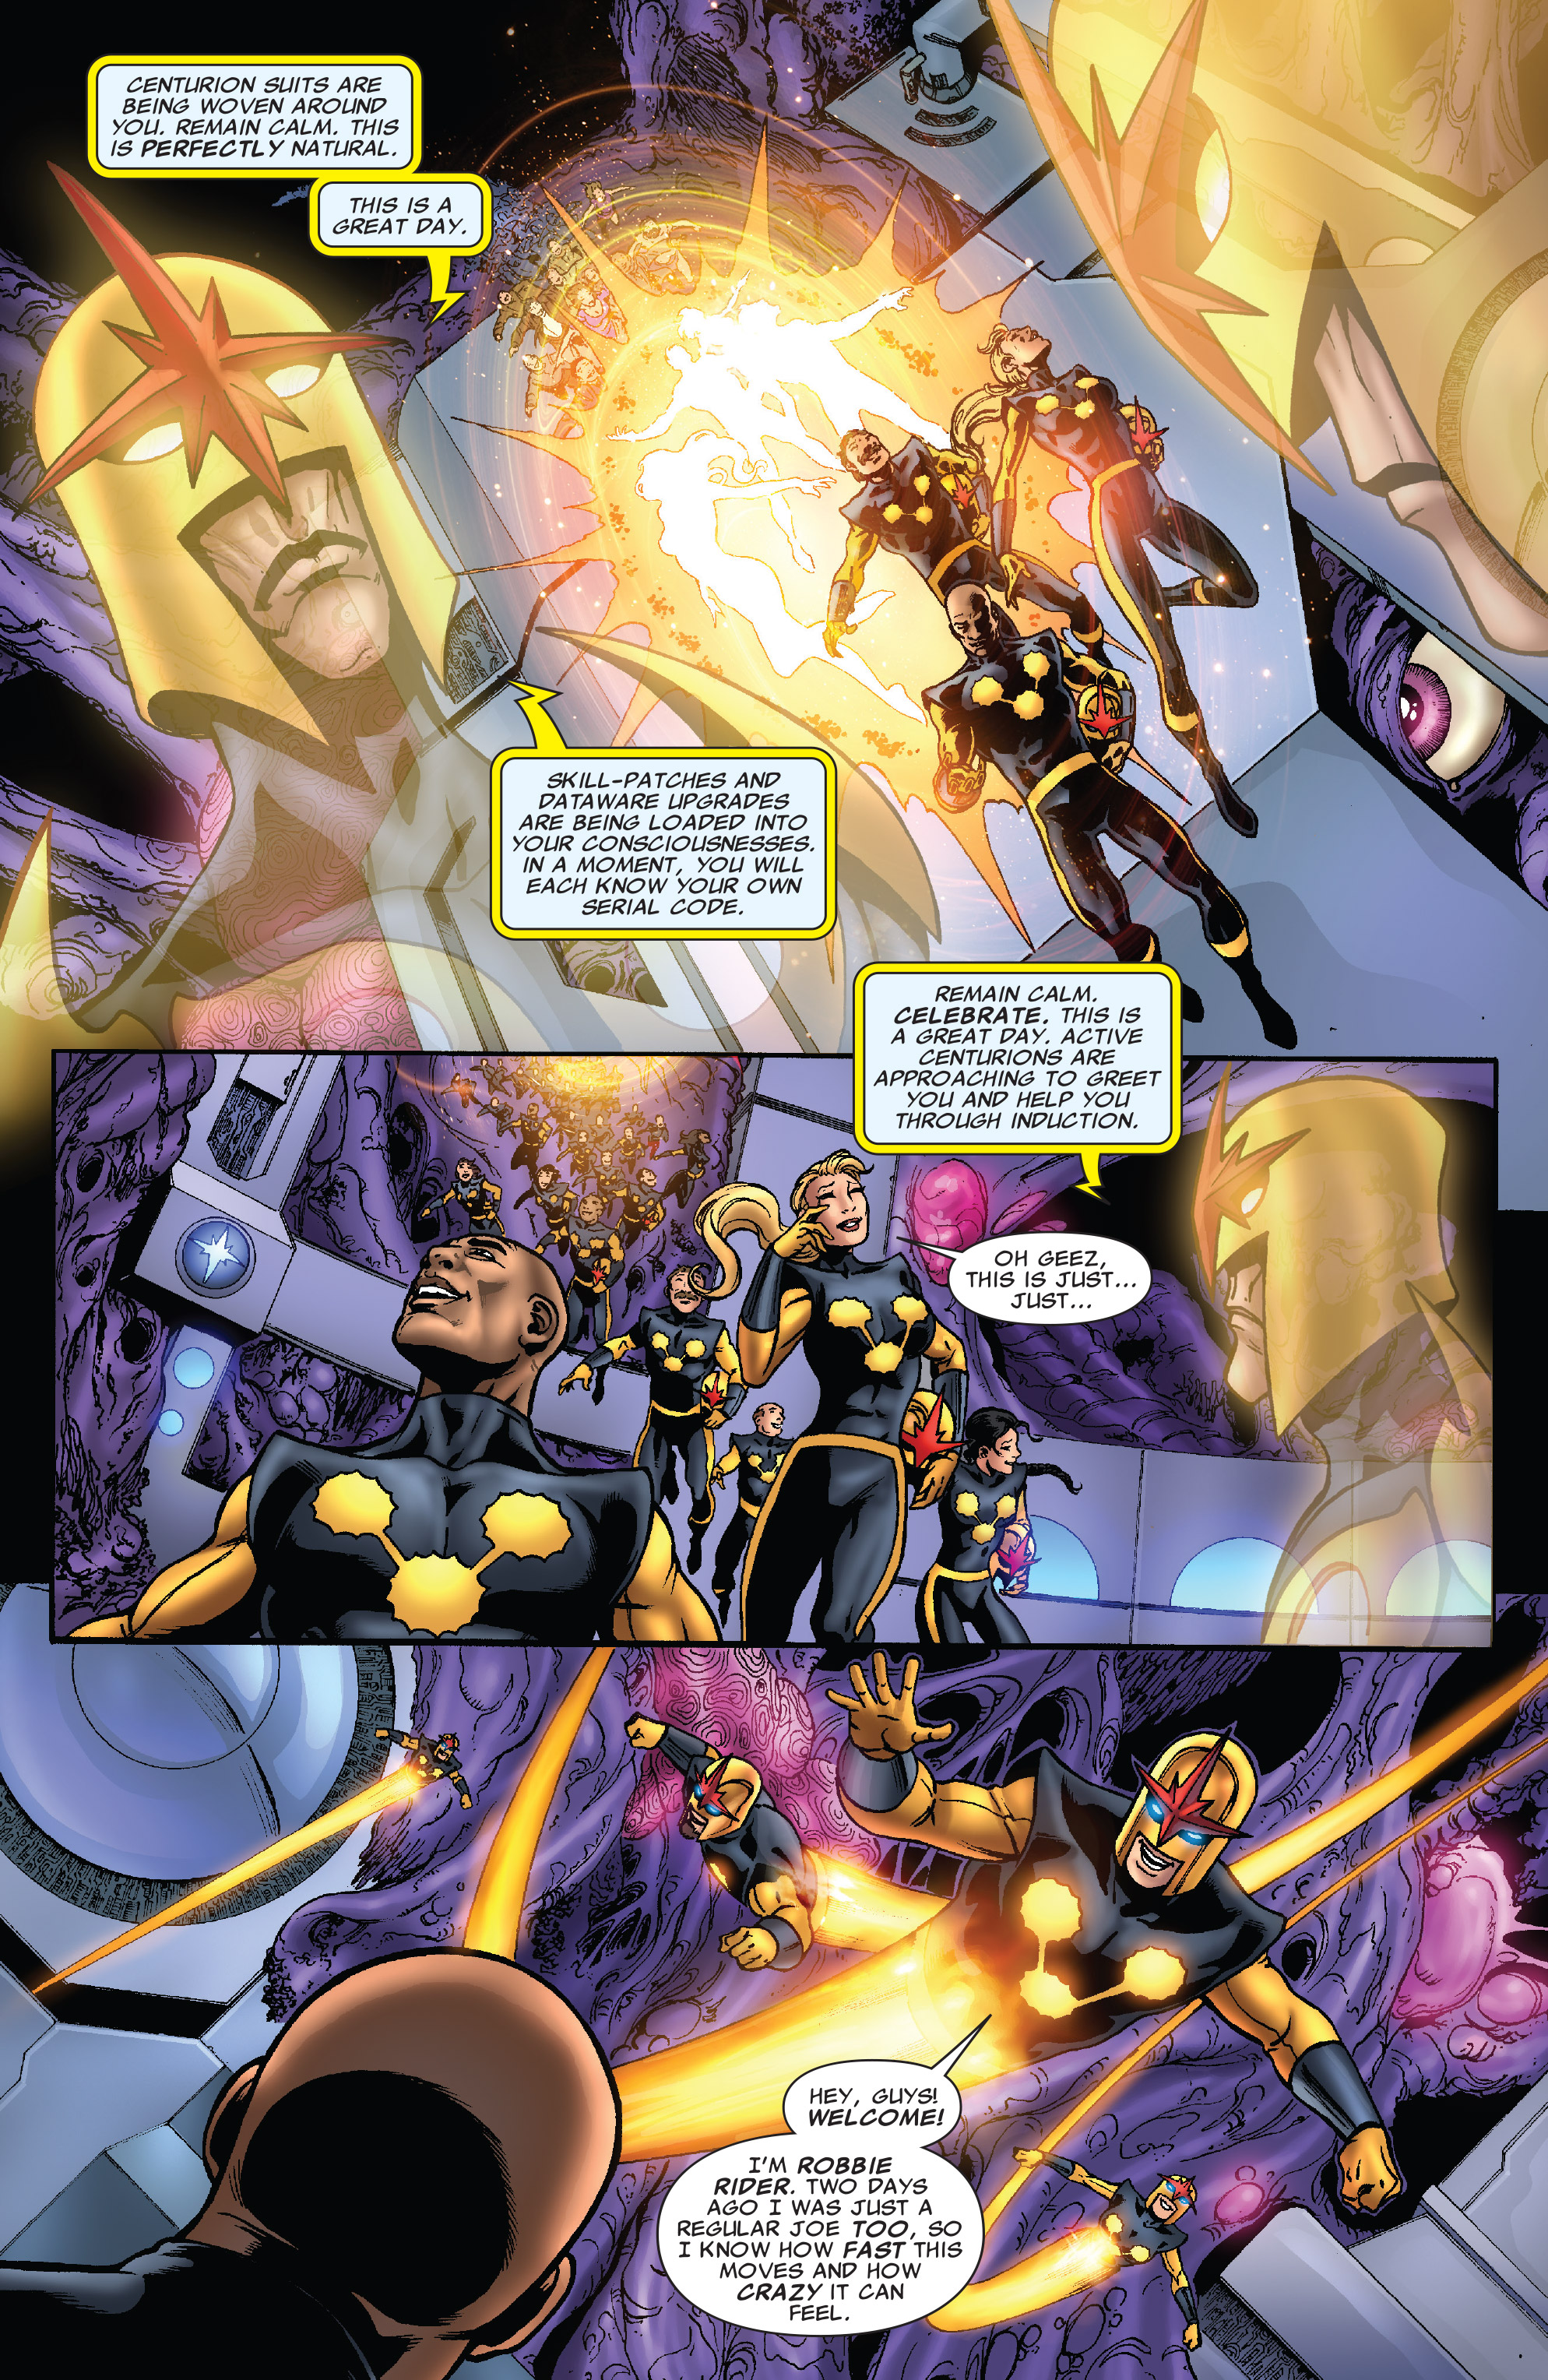 CENTURION SUITS ARE
BEING WOVEN AROUND
YOU. REMAIN CALM. THIS
IS PERFECTLY NATURAL.
THIS IS A
GREAT DAY.
SKILL-PATCHES AND
DATAWARE UPGRADES
ARE BEING LOADED INTO
YOUR CONSCIOUSNESSES.
IN A MOMENT, YOU WILL
EACH KNOW YOUR OWN
SERIAL CODE.
REMAIN CALM.
CELEBRATE. THIS IS
A GREAT DAY. ACTIVE
CENTURIONS ARE
APPROACHING TO GREET
YOU AND HELP YOU
THROUGH INDUCTION.
OH GEEZ,
THIS IS JUST...
JUST...
HEY, GUYS!
WELCOME!
I'M ROBBIE
RIDER. TWO DAYS
AGO I WAS JUST A
REGULAR JOE TOO, SO
I KNOW HOW FAST THIS
MOVES AND HOW
CRAZY IT CAN
FEEL.